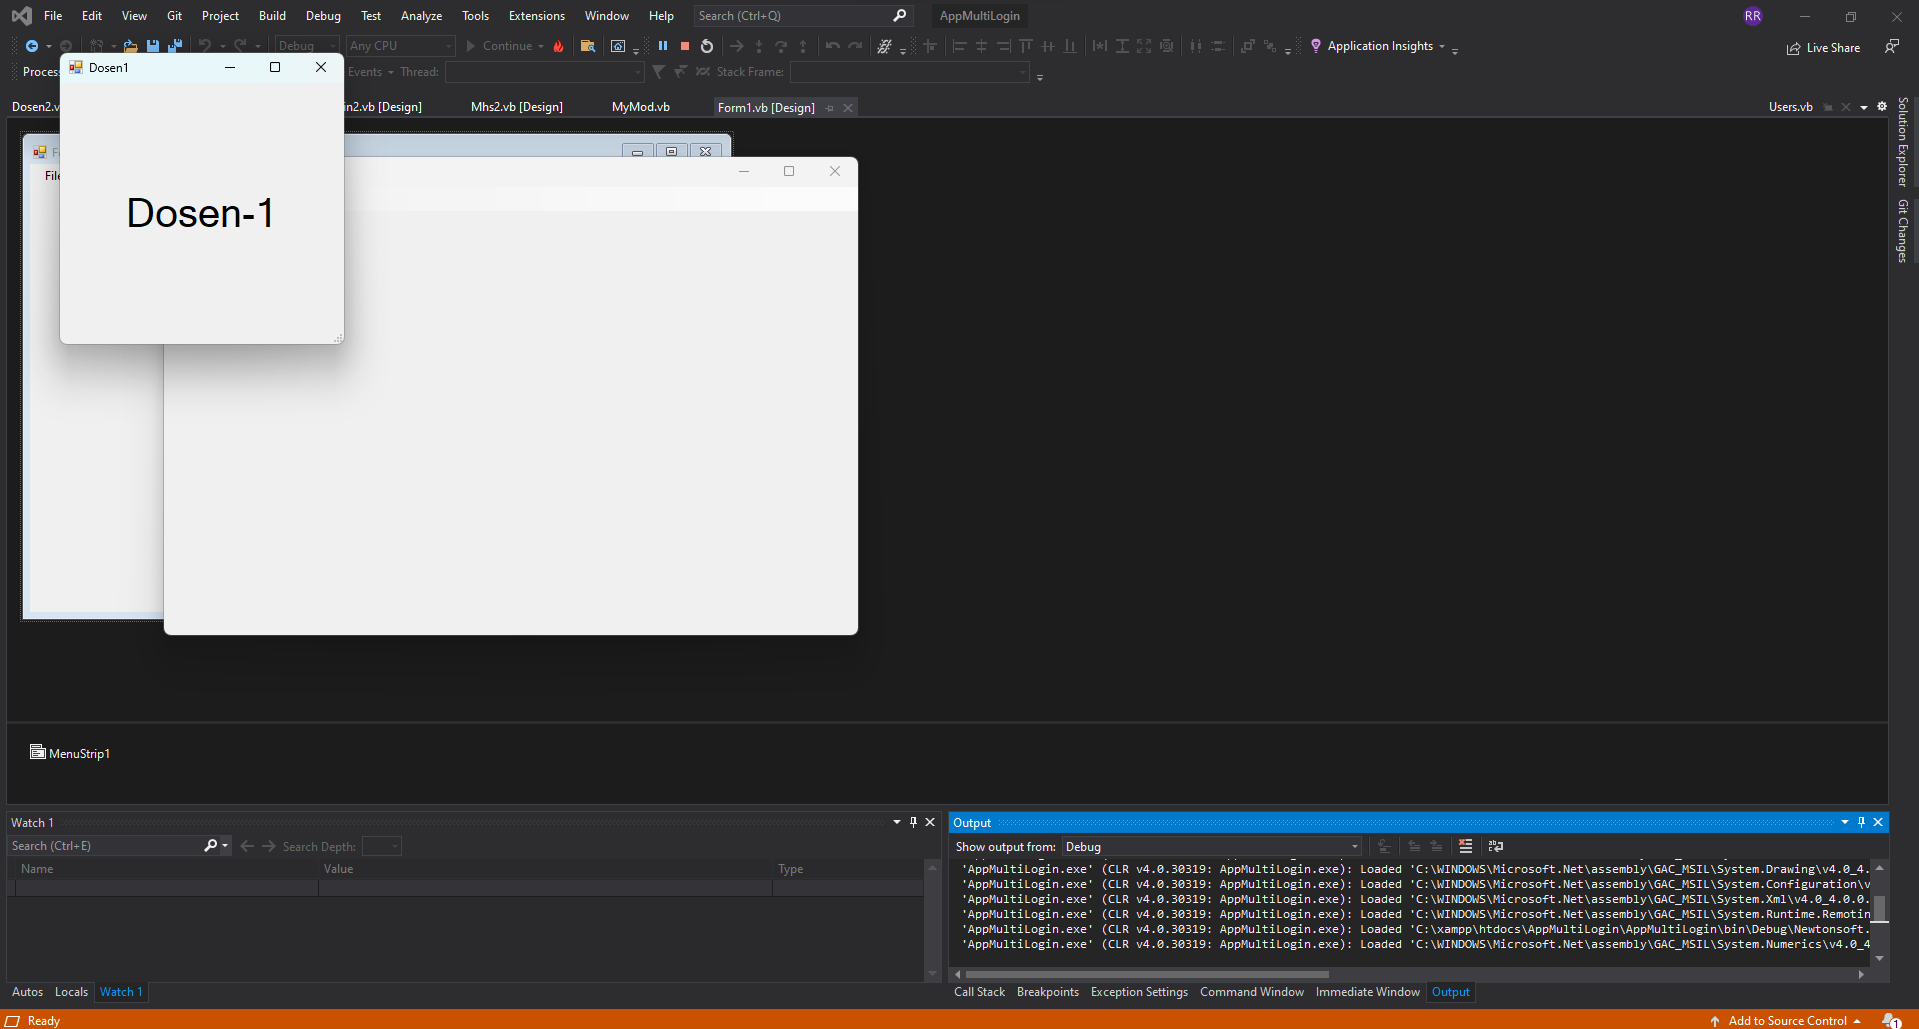 File Edit View Git Project Build Debug Test Analyze Tools Extensions Window Help Search (Ctrl+Q) AppMultiLogin RR
Debug Any CPU Continue Application Insights Live Share
Process Events Thread: Stack Frame:
Dosen2.v in2.vb [Design] Mhs2.vb [Design] MyMod.vb Form1.vb [Design] Users.vb
Dosen1
Dosen-1
File
Solution Explorer
Git Changes
MenuStrip1
Watch 1
Search (Ctrl+E) Search Depth:
Name Value Type
Autos Locals Watch 1
Output
Show output from: Debug
'AppMultiLogin.exe' (CLR v4.0.30319: AppMultiLogin.exe): Loaded 'C:\WINDOWS\Microsoft.Net\assembly\GAC_MSIL\System.Drawing\v4.0_4.
'AppMultiLogin.exe' (CLR v4.0.30319: AppMultiLogin.exe): Loaded 'C:\WINDOWS\Microsoft.Net\assembly\GAC_MSIL\System.Configuration\v
'AppMultiLogin.exe' (CLR v4.0.30319: AppMultiLogin.exe): Loaded 'C:\WINDOWS\Microsoft.Net\assembly\GAC_MSIL\System.Xml\v4.0_4.0.0.
'AppMultiLogin.exe' (CLR v4.0.30319: AppMultiLogin.exe): Loaded 'C:\WINDOWS\Microsoft.Net\assembly\GAC_MSIL\System.Runtime.Remotin
'AppMultiLogin.exe' (CLR v4.0.30319: AppMultiLogin.exe): Loaded 'C:\xampp\htdocs\AppMultiLogin\AppMultiLogin\bin\Debug\Newtonsoft.
'AppMultiLogin.exe' (CLR v4.0.30319: AppMultiLogin.exe): Loaded 'C:\WINDOWS\Microsoft.Net\assembly\GAC_MSIL\System.Numerics\v4.0_4
Call Stack Breakpoints Exception Settings Command Window Immediate Window Output
Ready Add to Source Control 1